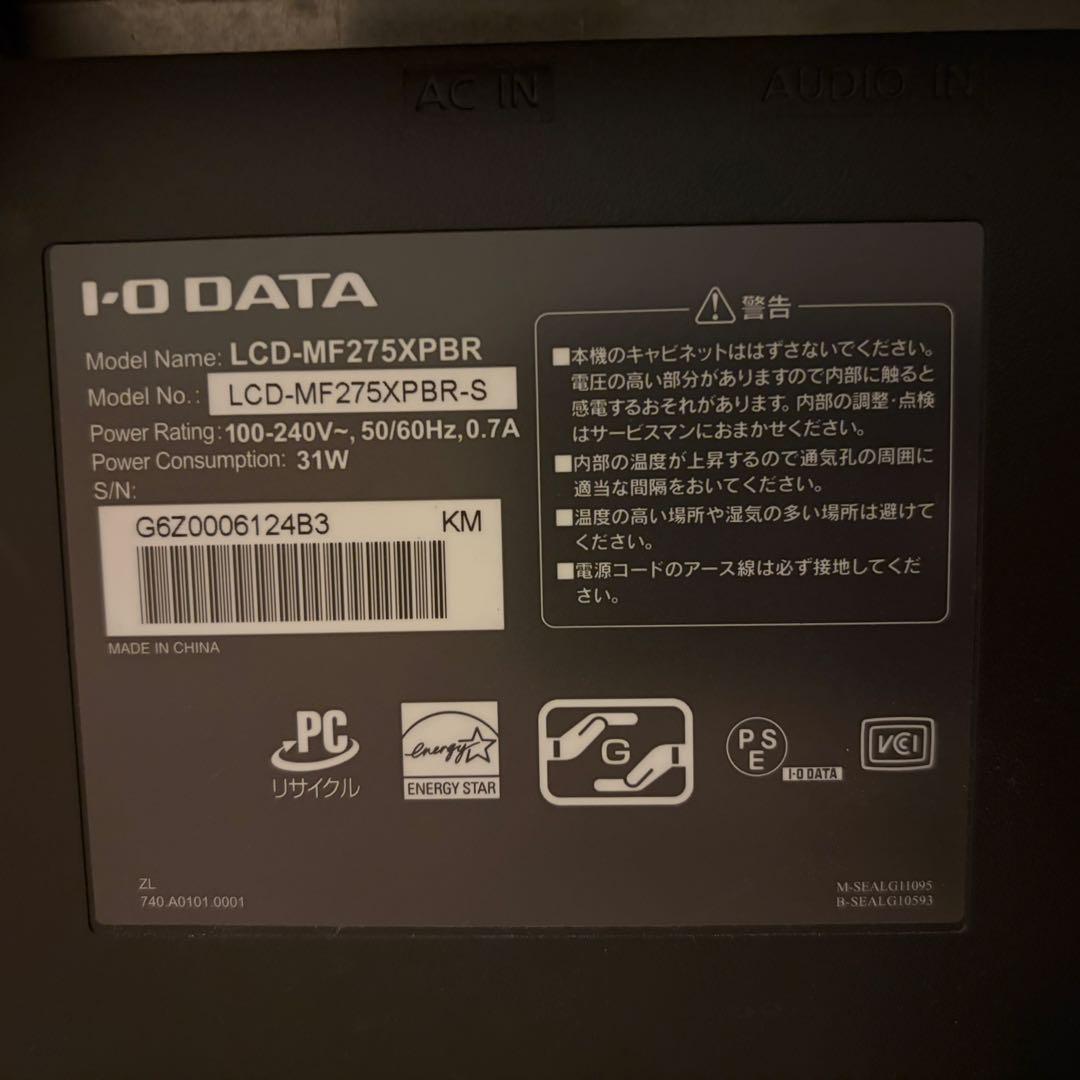 AC IN
AUDIO IN
I-O DATA
Model Name: LCD-MF275XPBR
Model No.: LCD-MF275XPBR-S
Power Rating: 100-240V~, 50/60Hz, 0.7A
Power Consumption: 31W
S/N:
G6Z0006124B3 KM
MADE IN CHINA
警告
■本機のキャビネットははずさないでください。
電圧の高い部分がありますので内部に触ると
感電するおそれがあります。内部の調整・点検
はサービスマンにおまかせください。
■内部の温度が上昇するので通気孔の周囲に
適当な間隔をおいてください。
■温度の高い場所や湿気の多い場所は避けて
ください。
■電源コードのアース線は必ず接地してくだ
さい。
PC
リサイクル
energy
ENERGY STAR
G
PS
E
I-O DATA
VCI
ZL
740.A0101.0001
M-SEALG11095
B-SEALG10593